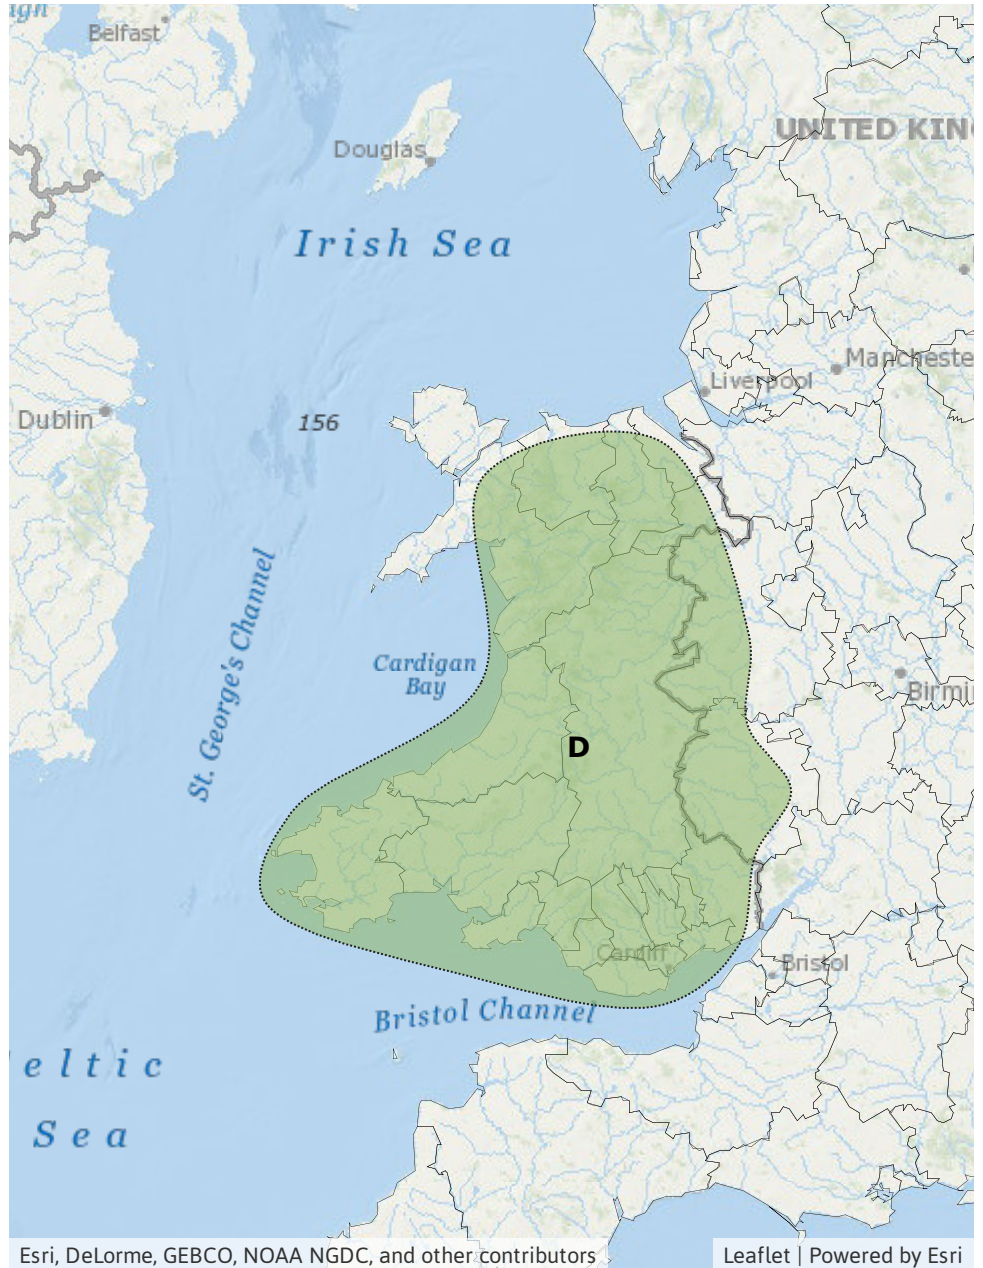 Belfast
UNITED KIN
Douglas
Irish Sea
Mancheste
Liverpool
Dublin
156
St. George's Channel
Cardigan
Bay
Birmi
D
Cardiff
Bristol
Bristol Channel
eltic
Sea
Esri, DeLorme, GEBCO, NOAA NGDC, and other contributors
Leaflet | Powered by Esri